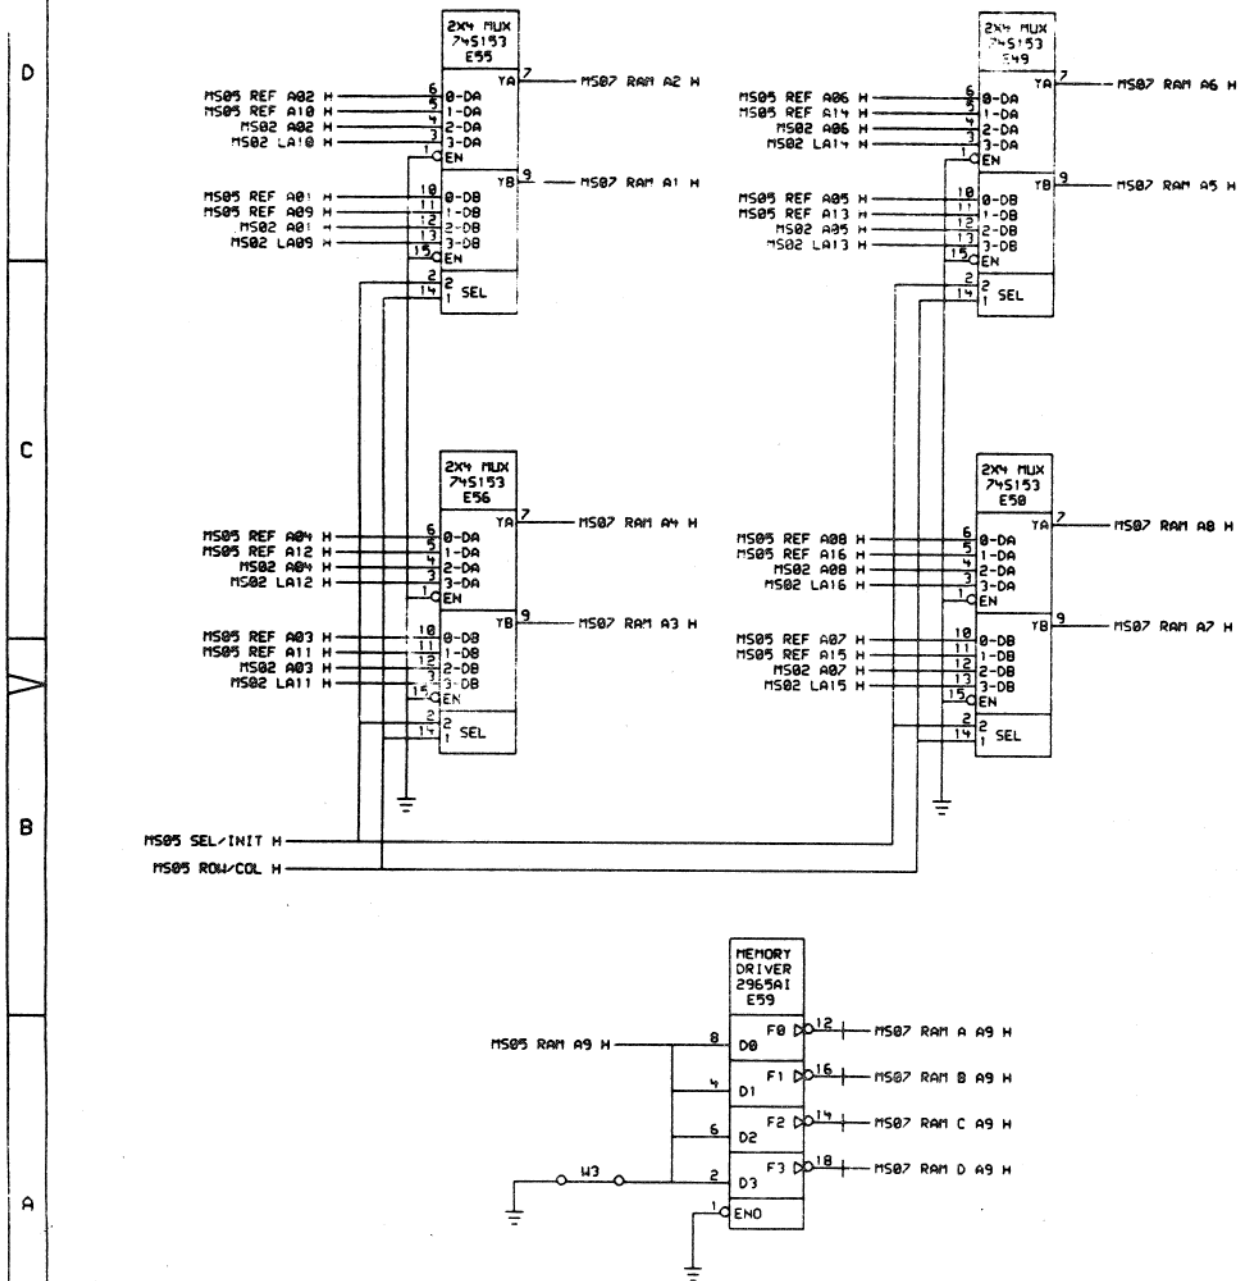 D
C
B
A
2X4 MUX
74S153
E55
YA 7 MS07 RAM A2 H
MS05 REF A02 H 6 0-DA
MS05 REF A10 H 5 1-DA
MS02 A02 H 4 2-DA
MS02 LA10 H 3 3-DA
1 EN
YB 9 MS07 RAM A1 H
MS05 REF A01 H 10 0-DB
MS05 REF A09 H 11 1-DB
MS02 A01 H 12 2-DB
MS02 LA09 H 13 3-DB
15 EN
2 2
14 1 SEL
2X4 MUX
74S153
E49
YA 7 MS07 RAM A6 H
MS05 REF A06 H 6 0-DA
MS05 REF A14 H 5 1-DA
MS02 A06 H 4 2-DA
MS02 LA14 H 3 3-DA
1 EN
YB 9 MS07 RAM A5 H
MS05 REF A05 H 10 0-DB
MS05 REF A13 H 11 1-DB
MS02 A05 H 12 2-DB
MS02 LA13 H 13 3-DB
15 EN
2 2
14 1 SEL
2X4 MUX
74S153
E56
YA 7 MS07 RAM A4 H
MS05 REF A04 H 6 0-DA
MS05 REF A12 H 5 1-DA
MS02 A04 H 4 2-DA
MS02 LA12 H 3 3-DA
1 EN
YB 9 MS07 RAM A3 H
MS05 REF A03 H 10 0-DB
MS05 REF A11 H 11 1-DB
MS02 A03 H 12 2-DB
MS02 LA11 H 3-DB
15 EN
2 2
14 1 SEL
2X4 MUX
74S153
E50
YA 7 MS07 RAM A8 H
MS05 REF A08 H 6 0-DA
MS05 REF A16 H 5 1-DA
MS02 A08 H 4 2-DA
MS02 LA16 H 3 3-DA
1 EN
YB 9 MS07 RAM A7 H
MS05 REF A07 H 10 0-DB
MS05 REF A15 H 11 1-DB
MS02 A07 H 12 2-DB
MS02 LA15 H 13 3-DB
15 EN
2 2
14 1 SEL
MS05 SEL/INIT H
MS05 ROW/COL H
MEMORY
DRIVER
2965AI
E59
F0 12 MS07 RAM A A9 H
MS05 RAM A9 H 8 D0
F1 16 MS07 RAM B A9 H
4 D1
F2 14 MS07 RAM C A9 H
6 D2
F3 18 MS07 RAM D A9 H
W3 2 D3
1 ENO